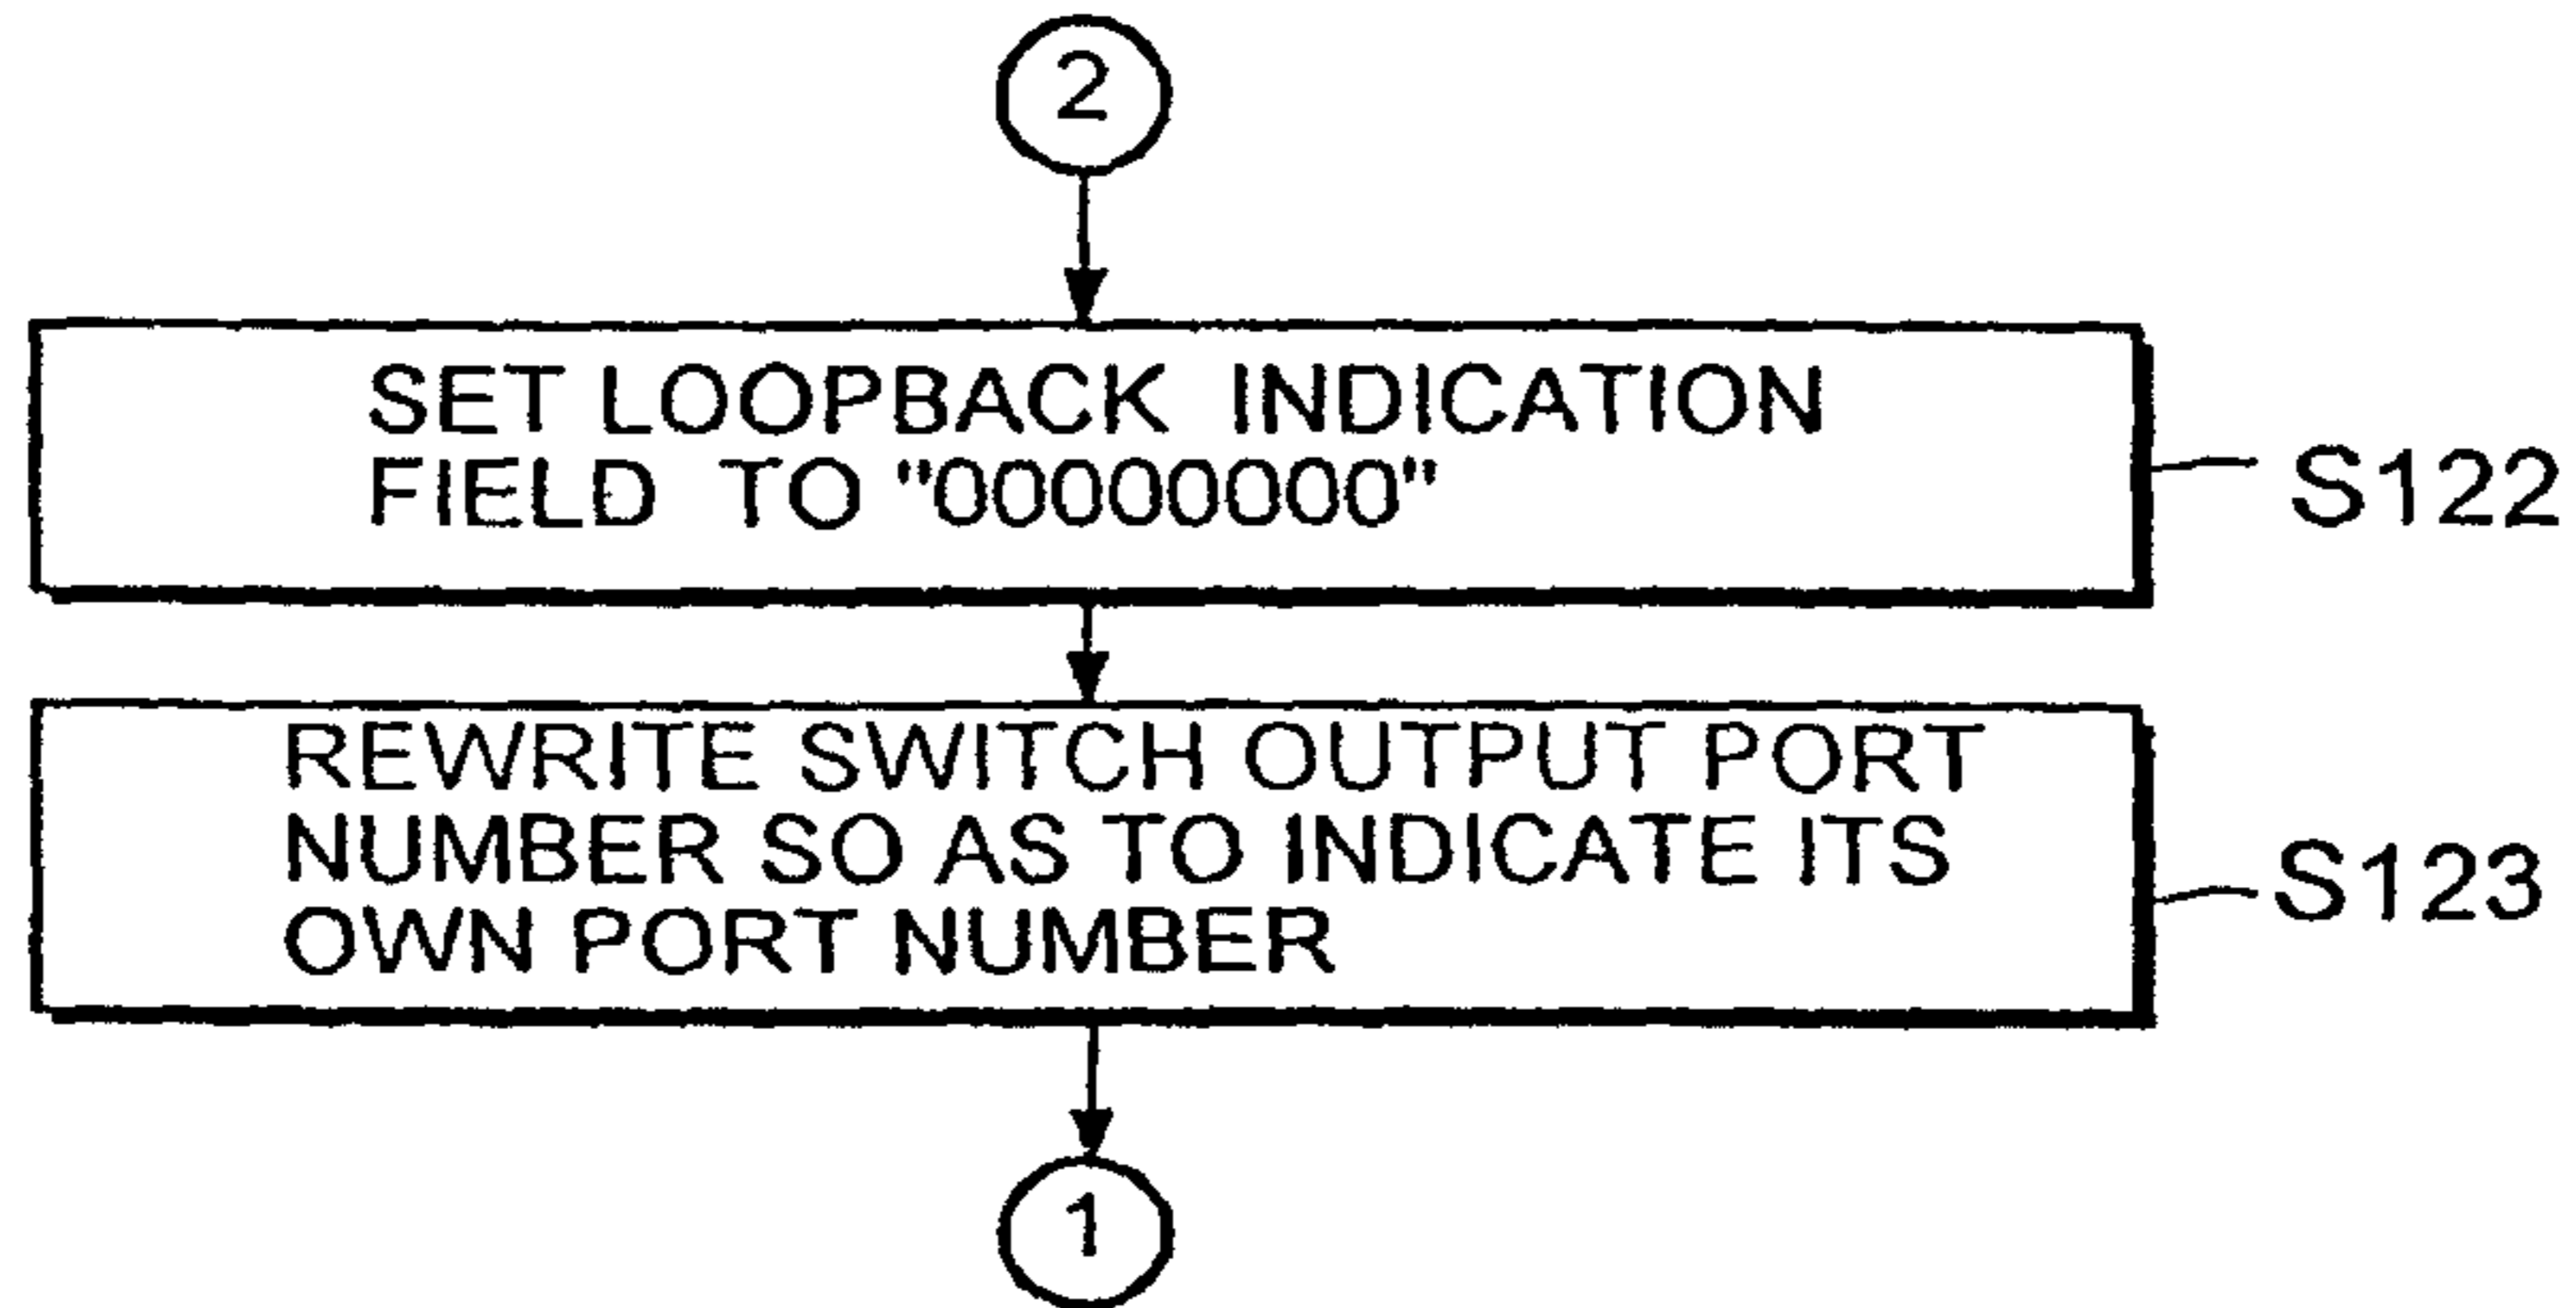 2
SET LOOPBACK INDICATION
FIELD TO "00000000"
S122
REWRITE SWITCH OUTPUT PORT
NUMBER SO AS TO INDICATE ITS
OWN PORT NUMBER
S123
1